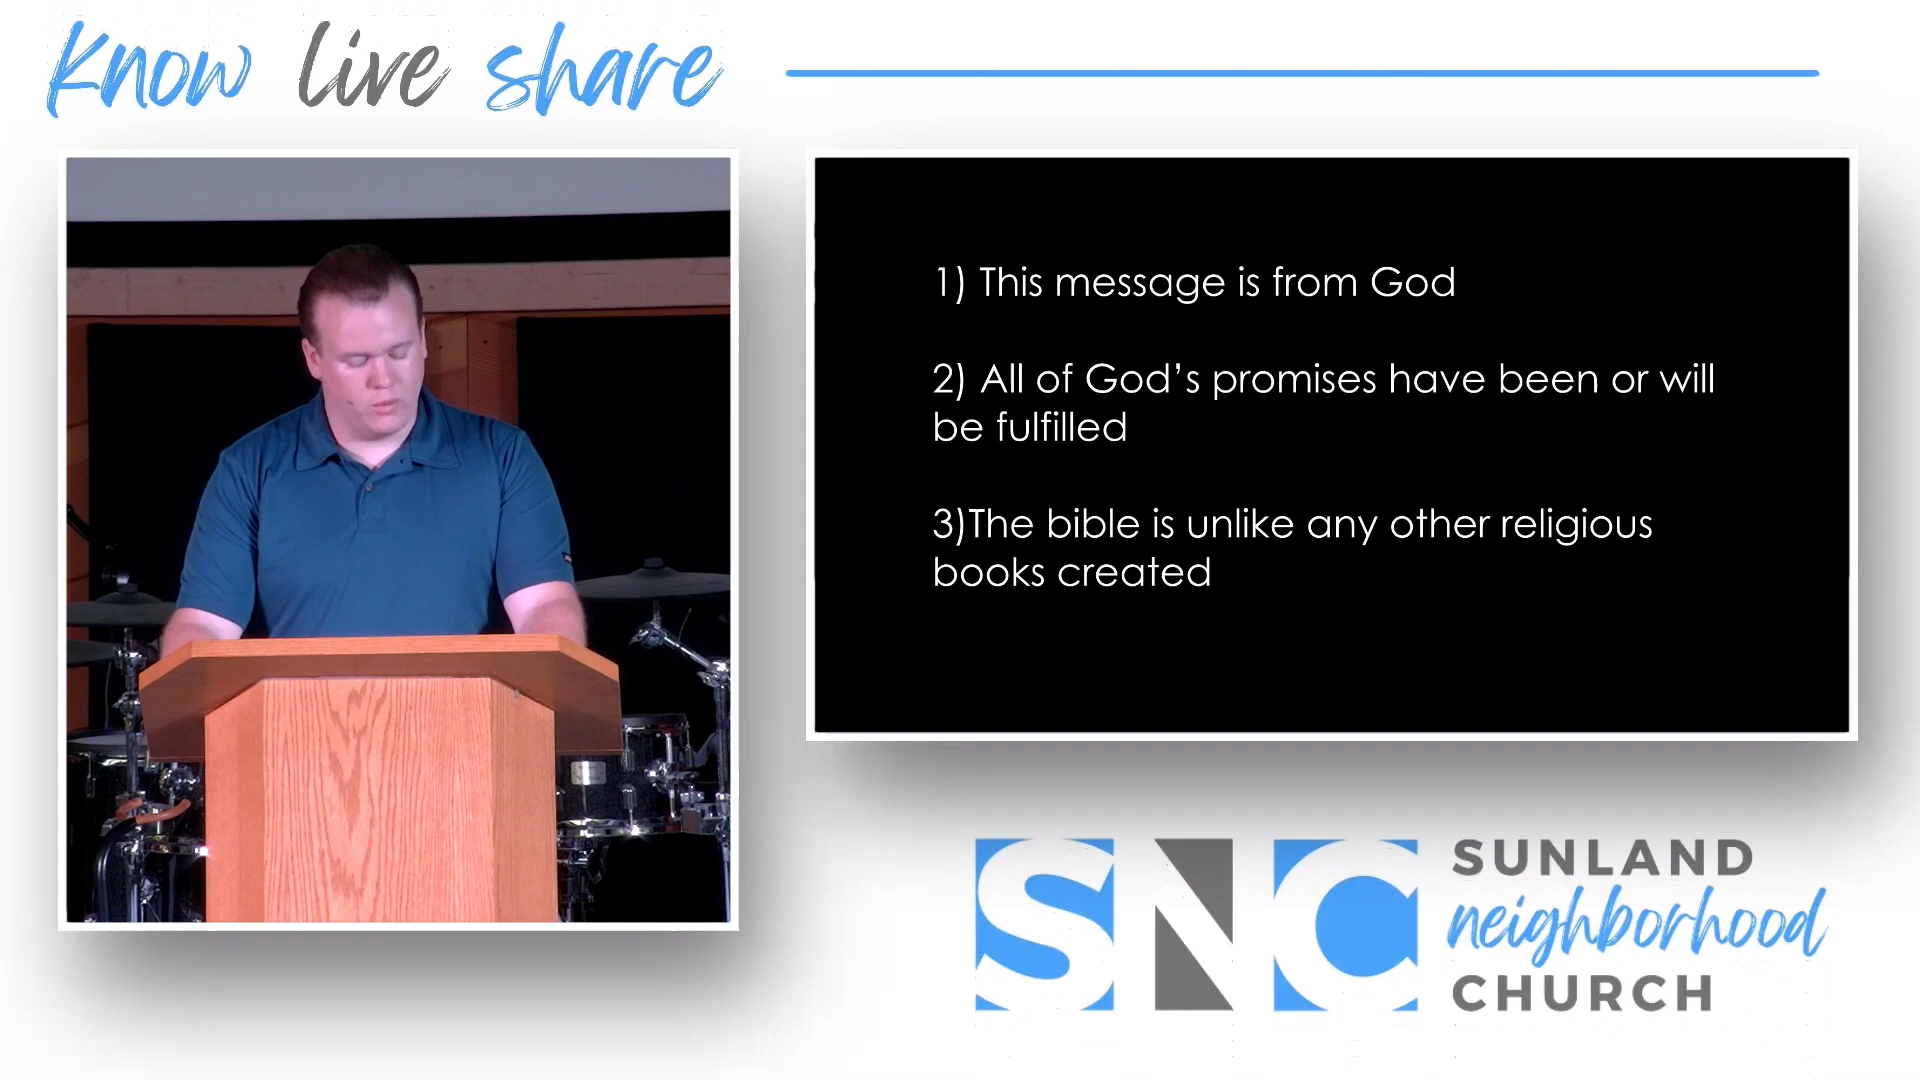 Know live share
1) This message is from God
2) All of God's promises have been or will
be fulfilled
3)The bible is unlike any other religious
books created
SNC
SUNLAND
neighborhood
CHURCH